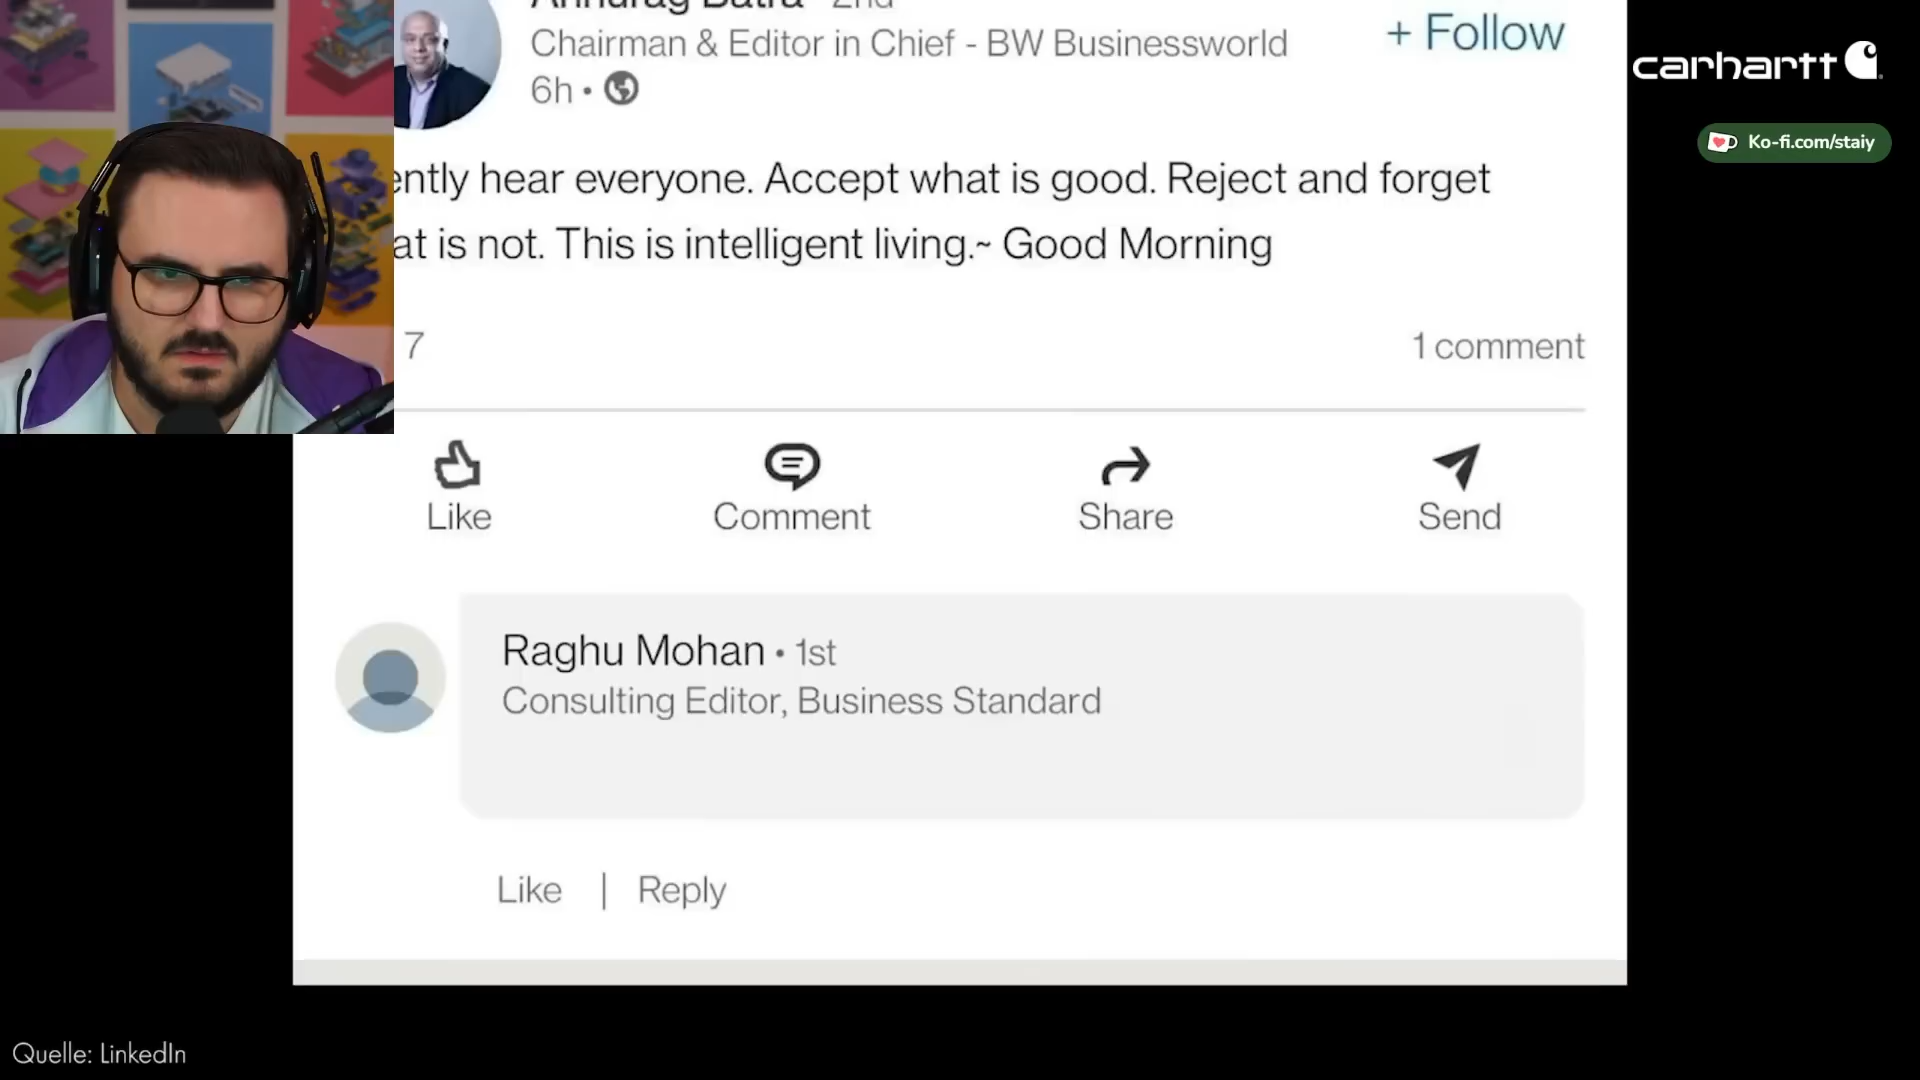 2nd
Chairman & Editor in Chief - BW Businessworld
6h •
+ Follow
carhartt
Ko-fi.com/staiy
ently hear everyone. Accept what is good. Reject and forget
at is not. This is intelligent living.~ Good Morning
7
1 comment
Like
Comment
Share
Send
Raghu Mohan • 1st
Consulting Editor, Business Standard
Like | Reply
Quelle: LinkedIn